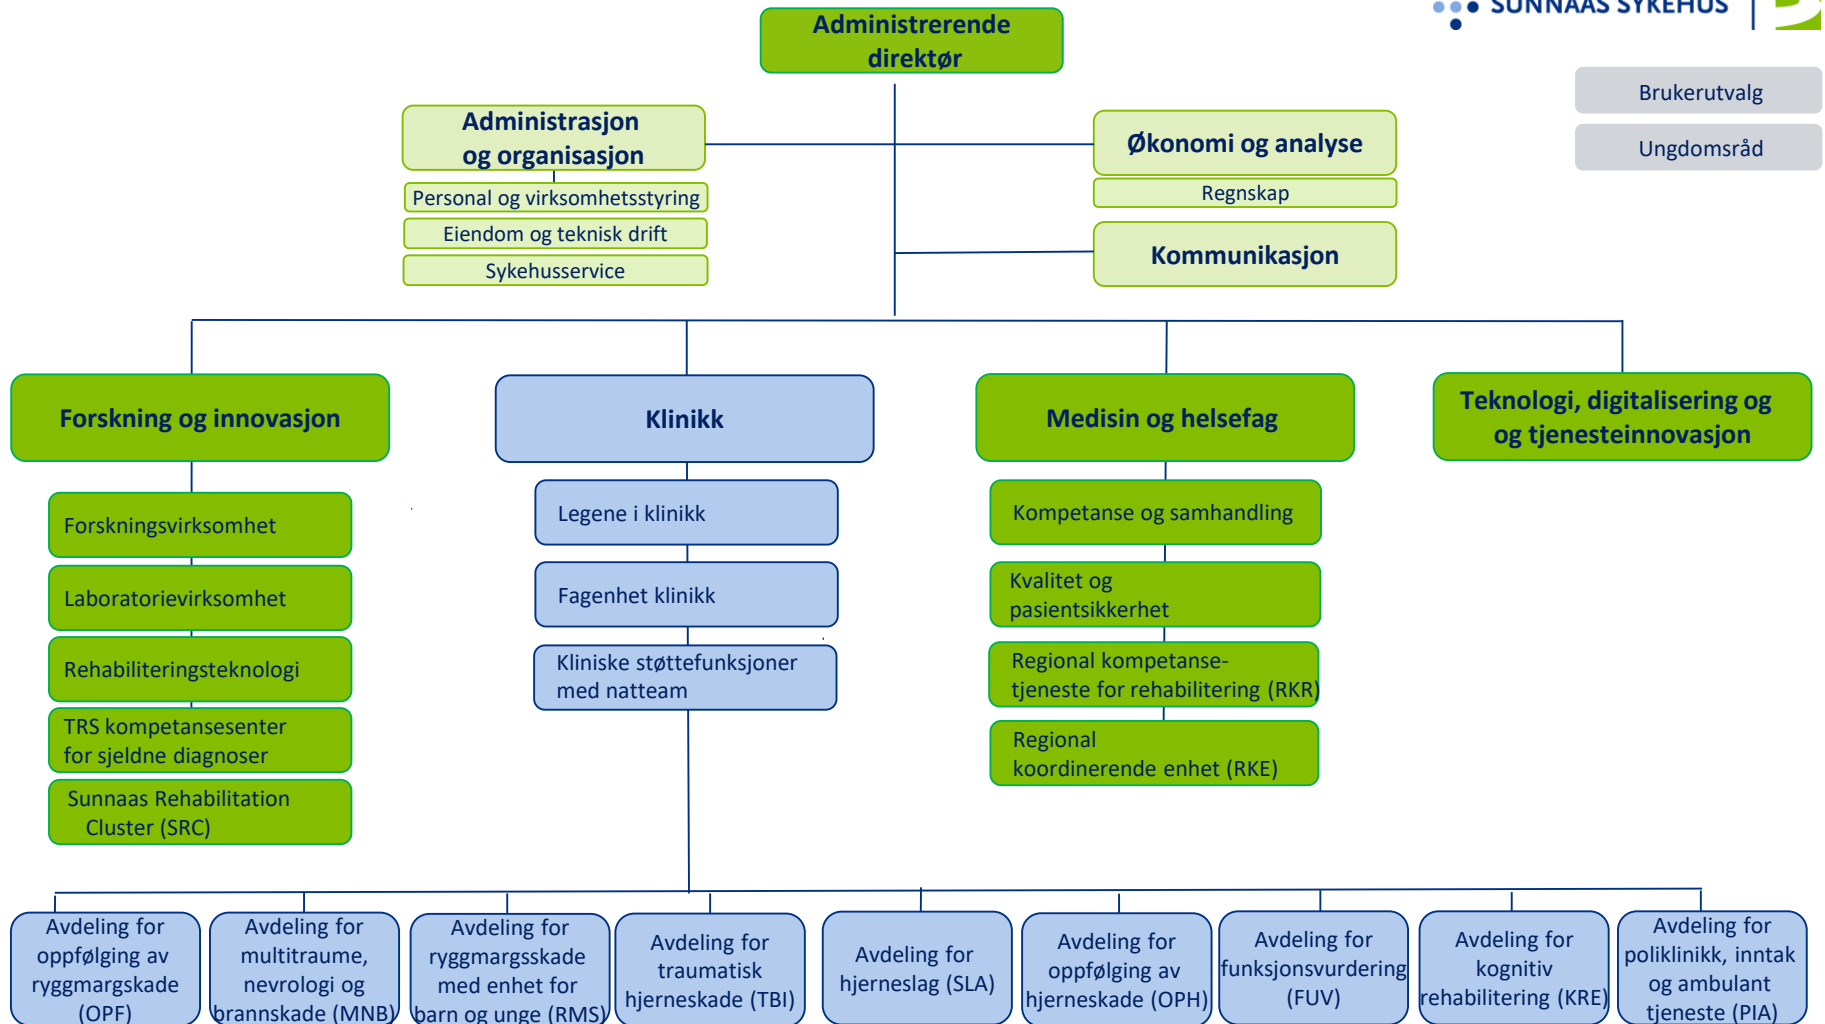 SUNNAAS SYKEHUS
Administrerende
direktør
Brukerutvalg
Ungdomsråd
Administrasjon
og organisasjon
Personal og virksomhetsstyring
Eiendom og teknisk drift
Sykehusservice
Økonomi og analyse
Regnskap
Kommunikasjon
Forskning og innovasjon
Forskningsvirksomhet
Laboratorievirksomhet
Rehabiliteringsteknologi
TRS kompetansesenter
for sjeldne diagnoser
Sunnaas Rehabilitation
Cluster (SRC)
Klinikk
Legene i klinikk
Fagenhet klinikk
Kliniske støttefunksjoner
med natteam
Medisin og helsefag
Kompetanse og samhandling
Kvalitet og
pasientsikkerhet
Regional kompetanse-
tjeneste for rehabilitering (RKR)
Regional
koordinerende enhet (RKE)
Teknologi, digitalisering og
og tjenesteinnovasjon
Avdeling for
oppfølging av
ryggmargskade
(OPF)
Avdeling for
multitraume,
nevrologi og
brannskade (MNB)
Avdeling for
ryggmargsskade
med enhet for
barn og unge (RMS)
Avdeling for
traumatisk
hjerneskade (TBI)
Avdeling for
hjerneslag (SLA)
Avdeling for
oppfølging av
hjerneskade (OPH)
Avdeling for
funksjonsvurdering
(FUV)
Avdeling for
kognitiv
rehabilitering (KRE)
Avdeling for
poliklinikk, inntak
og ambulant
tjeneste (PIA)